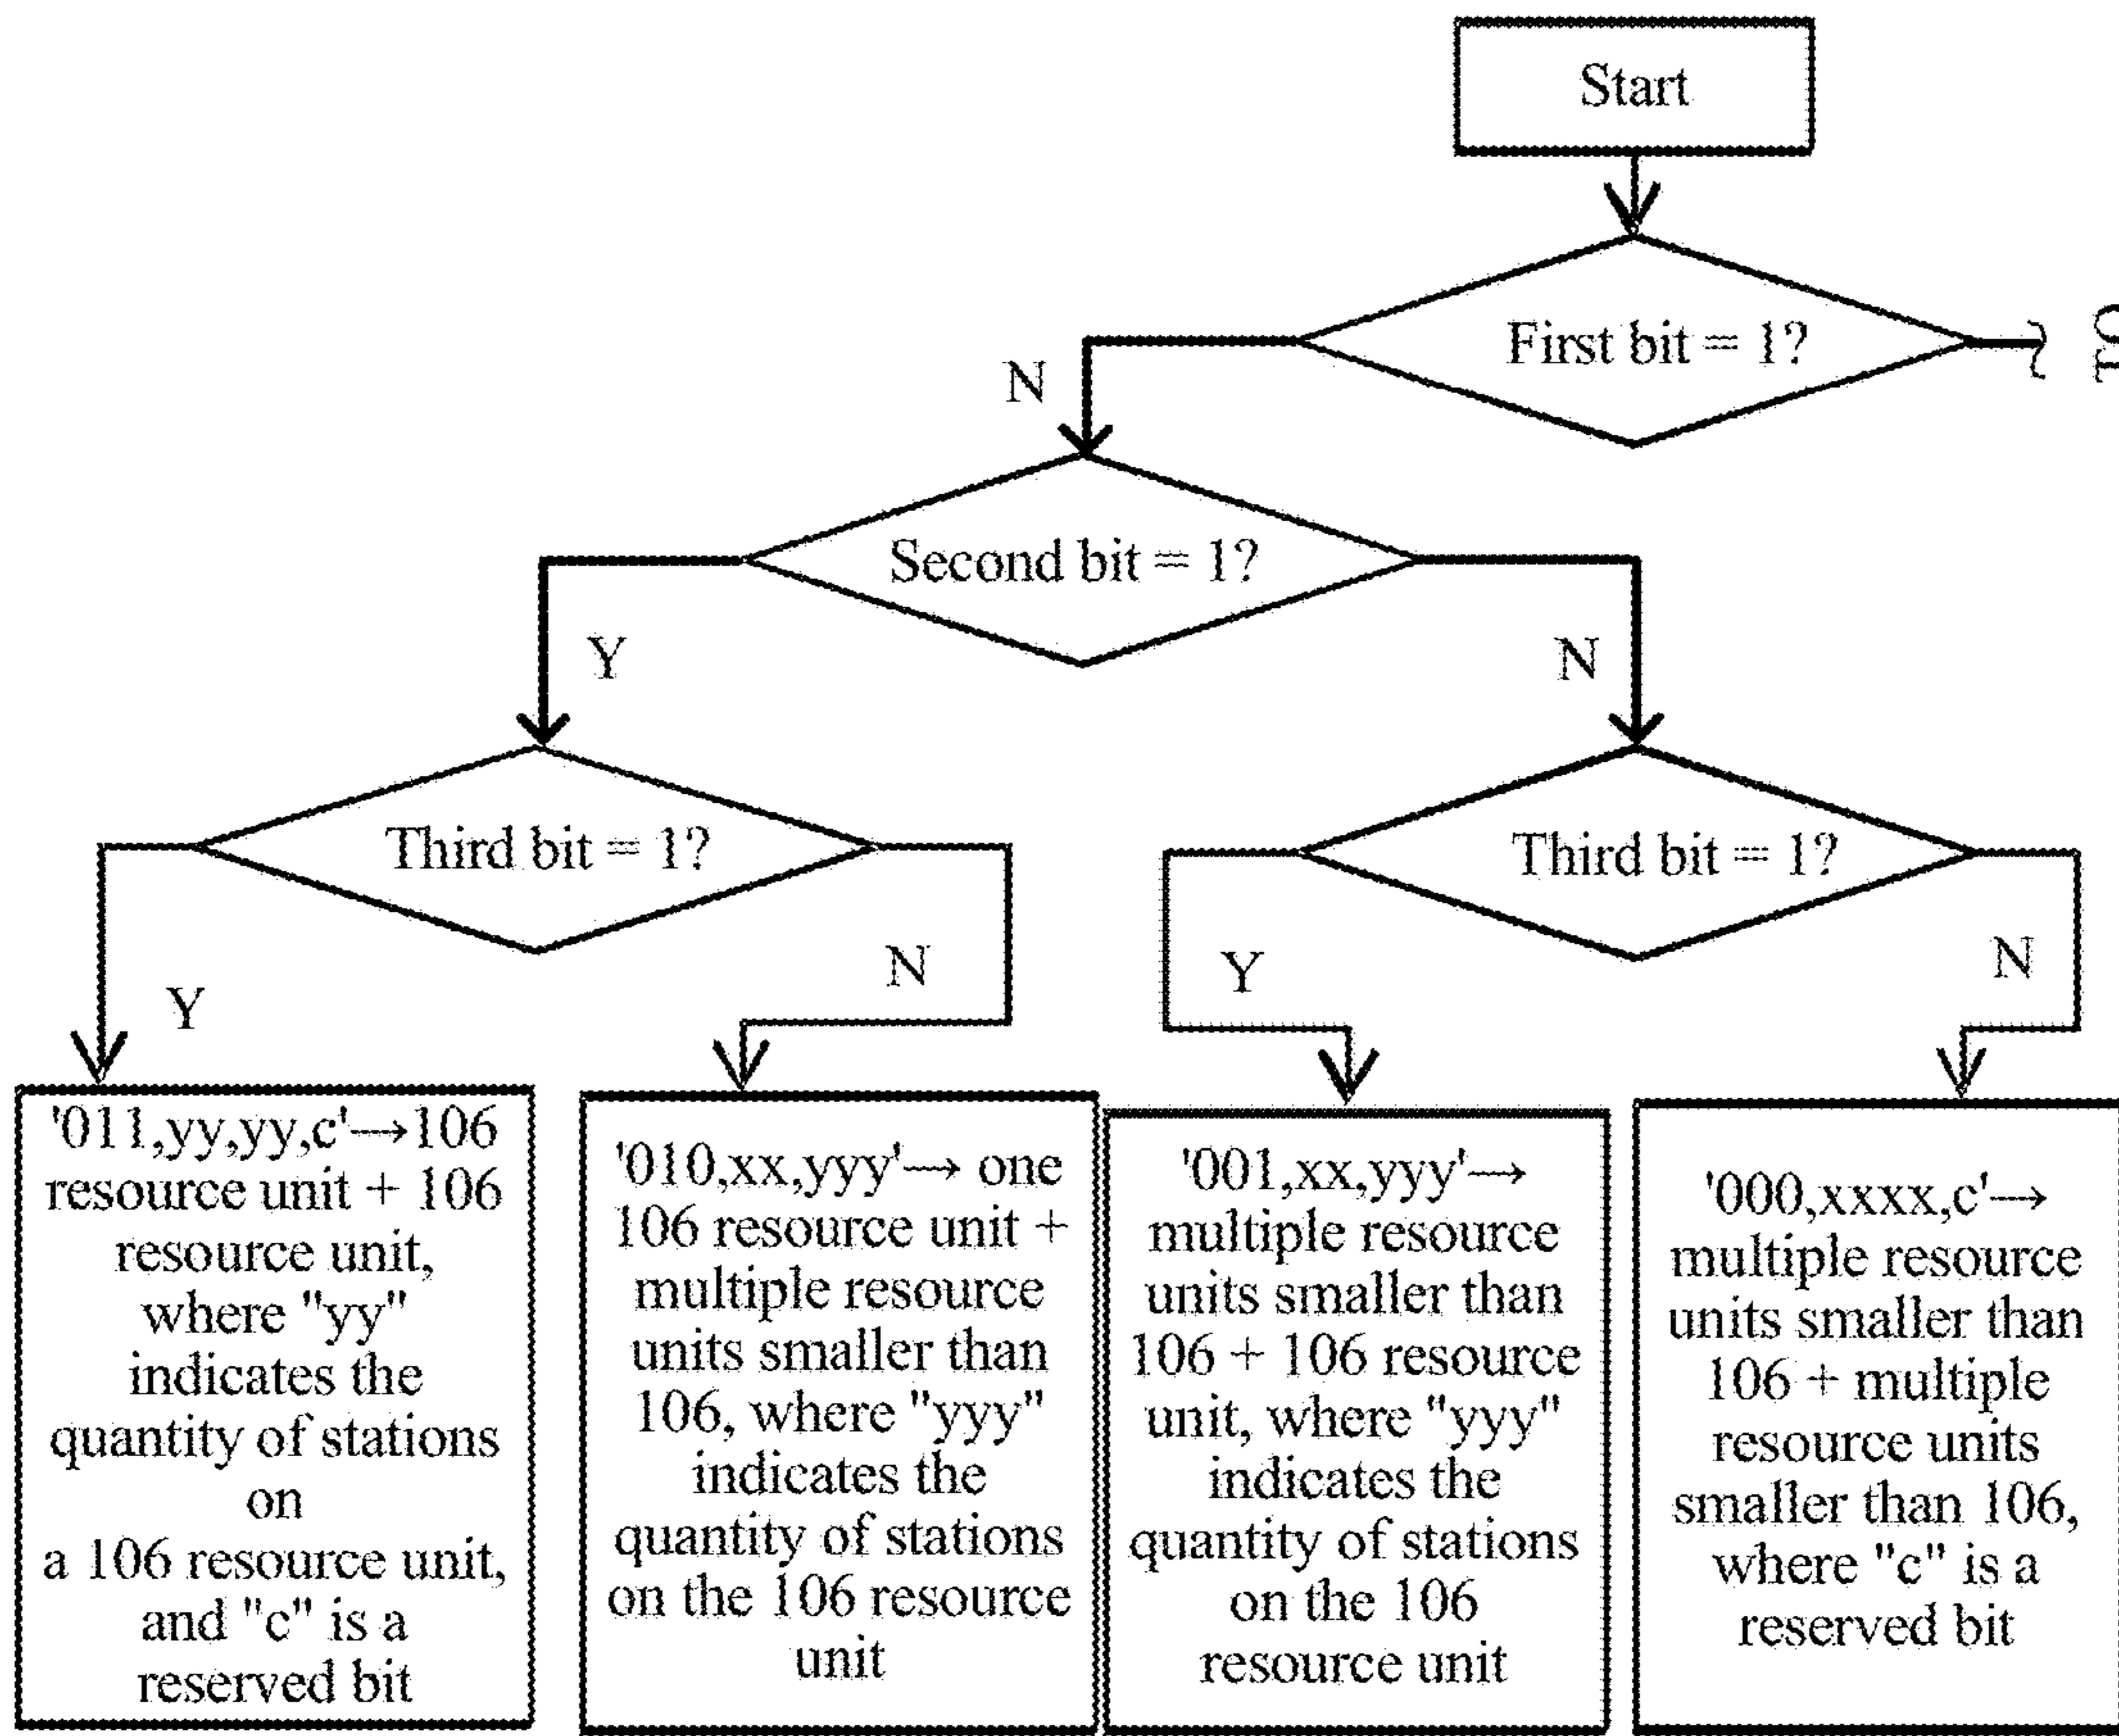 Start
First bit = 1?
N
Second bit = 1?
Y
N
Third bit = 1?
Third bit = 1?
Y
N
Y
N
'011,yy,yy,c'→106
resource unit + 106
resource unit,
where "yy"
indicates the
quantity of stations
on
a 106 resource unit,
and "c" is a
reserved bit
'010,xx,yyy'→ one
106 resource unit +
multiple resource
units smaller than
106, where "yyy"
indicates the
quantity of stations
on the 106 resource
unit
'001,xx,yyy'→
multiple resource
units smaller than
106 + 106 resource
unit, where "yyy"
indicates the
quantity of stations
on the 106
resource unit
'000,xxxx,c'→
multiple resource
units smaller than
106 + multiple
resource units
smaller than 106,
where "c" is a
reserved bit